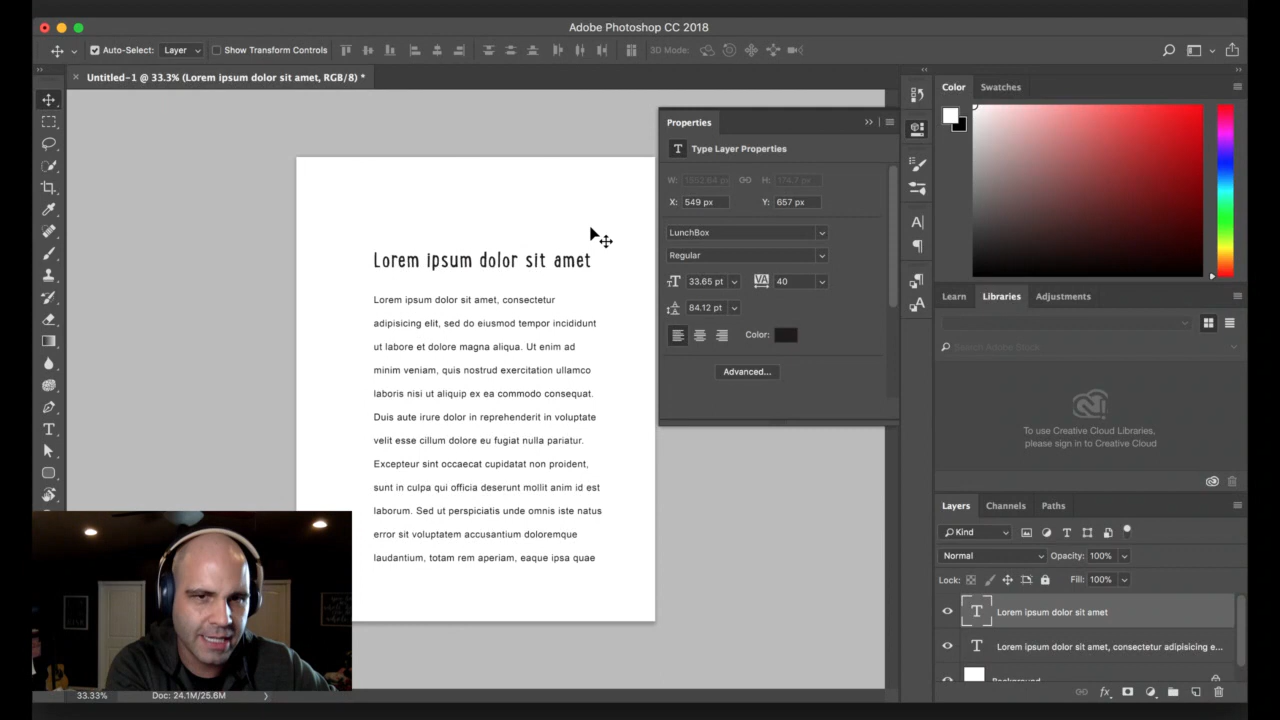 Adobe Photoshop CC 2018
Auto-Select: Layer Show Transform Controls 3D Mode:
Untitled-1 @ 33.3% (Lorem ipsum dolor sit amet, RGB/8) *
Properties
Type Layer Properties
W: H:
X: 549 px Y: 657 px
LunchBox
Regular
33.65 pt VA 40
84.12 pt
Color:
Advanced...
Lorem ipsum dolor sit amet
Lorem ipsum dolor sit amet, consectetur
adipisicing elit, sed do eiusmod tempor incididunt
ut labore et dolore magna aliqua. Ut enim ad
minim veniam, quis nostrud exercitation ullamco
laboris nisi ut aliquip ex ea commodo consequat.
Duis aute irure dolor in reprehenderit in voluptate
velit esse cillum dolore eu fugiat nulla pariatur.
Excepteur sint occaecat cupidatat non proident,
sunt in culpa qui officia deserunt mollit anim id est
laborum. Sed ut perspiciatis unde omnis iste natus
error sit voluptatem accusantium doloremque
laudantium, totam rem aperiam, eaque ipsa quae
Color Swatches
Learn Libraries Adjustments
Search Adobe Stock
To use Creative Cloud Libraries,
please sign in to Creative Cloud
Layers Channels Paths
Kind
Normal Opacity: 100%
Lock: Fill: 100%
Lorem ipsum dolor sit amet
Lorem ipsum dolor sit amet, consectetur adipisicing e...
Background
33.33% Doc: 24.1M/25.6M